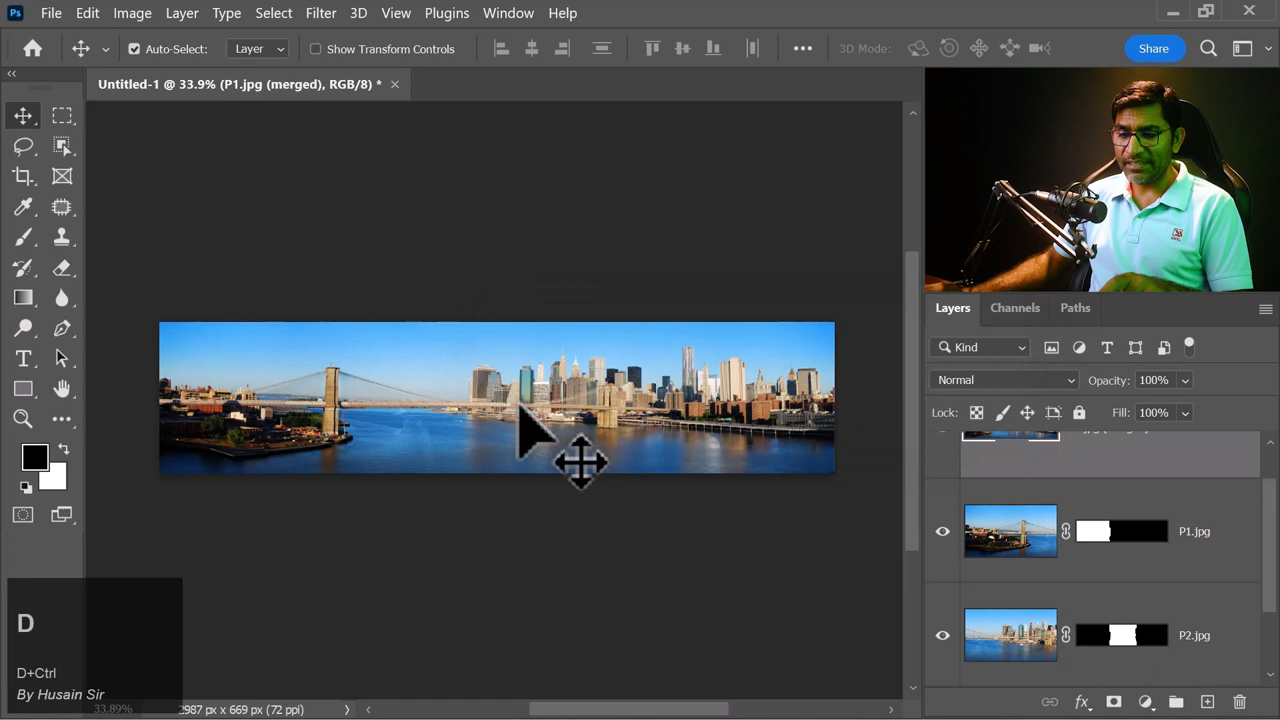 Ps File Edit Image Layer Type Select Filter 3D View Plugins Window Help
Auto-Select: Layer Show Transform Controls 3D Mode: Share
Untitled-1 @ 33.9% (P1.jpg (merged), RGB/8) *
Layers Channels Paths
Kind
Normal Opacity: 100%
Lock: Fill: 100%
P1.jpg
P2.jpg
D
D+Ctrl
By Husain Sir
33.89% 2987 px x 669 px (72 ppi)